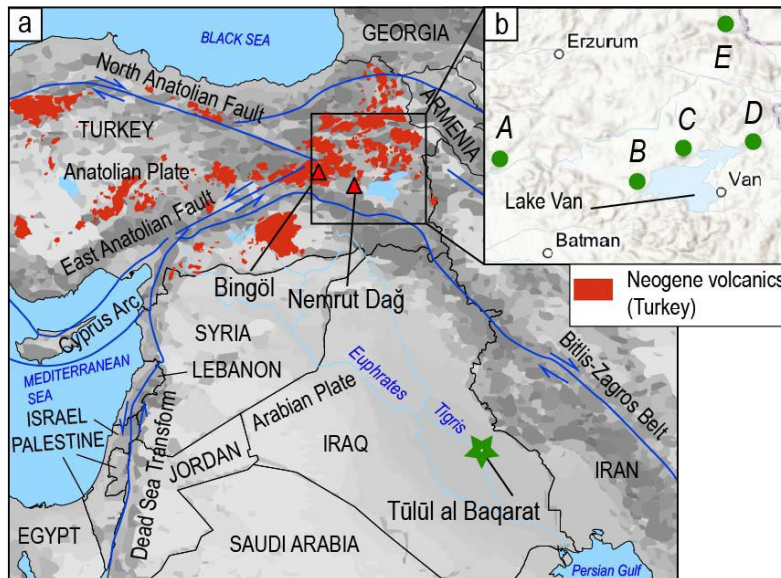 a
BLACK SEA
GEORGIA
North Anatolian Fault
ARMENIA
TURKEY
Anatolian Plate
East Anatolian Fault
Bingöl
Nemrut Dağ
Cyprus Arc
SYRIA
MEDITERRANEAN
SEA
LEBANON
Euphrates
Bitlis-Zagros Belt
ISRAEL
PALESTINE
Arabian Plate
Tigris
Dead Sea Transform
JORDAN
IRAQ
IRAN
Tūlūl al Baqarat
EGYPT
SAUDI ARABIA
Persian Gulf
b
Erzurum
E
A
C
D
B
Lake Van
Van
Batman
Neogene volcanics
(Turkey)